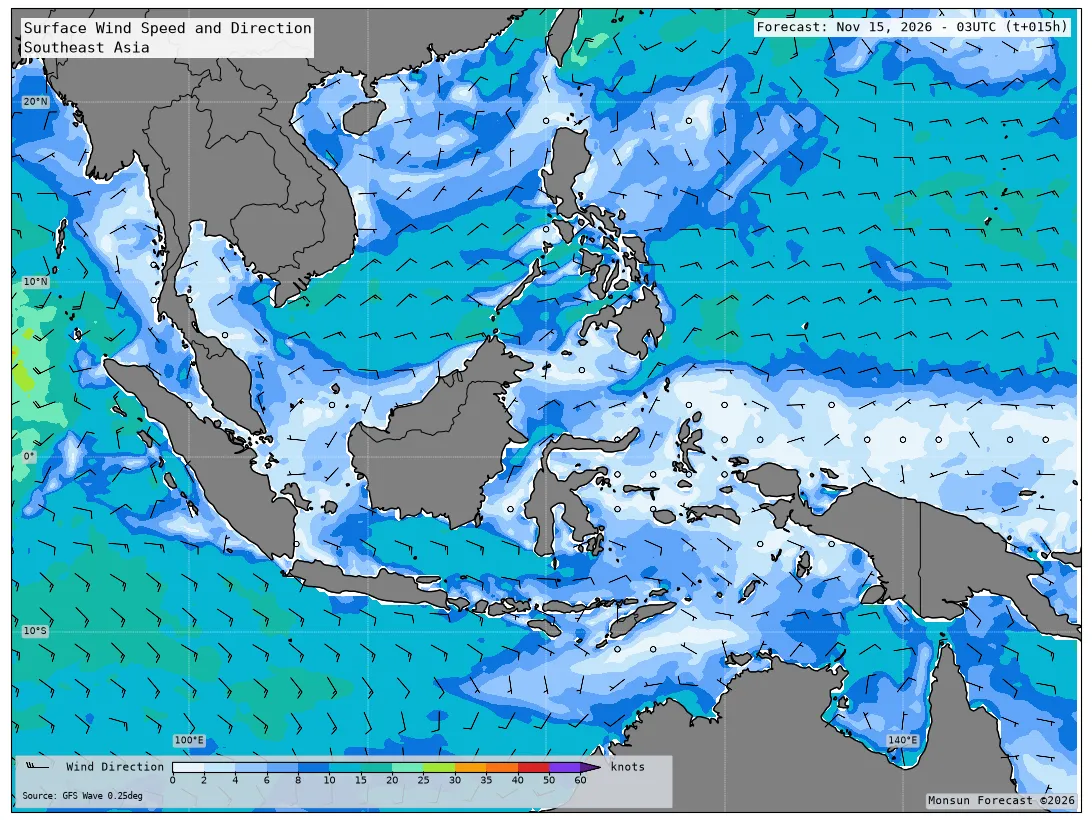 Surface Wind Speed and Direction
Southeast Asia
Forecast: Nov 15, 2026 - 03UTC (t+015h)
20°N
10°N
0°
10°S
100°E
140°E
Wind Direction
0 2 4 6 8 10 15 20 25 30 35 40 50 60
knots
Source: GFS Wave 0.25deg
Monsun Forecast ©2026